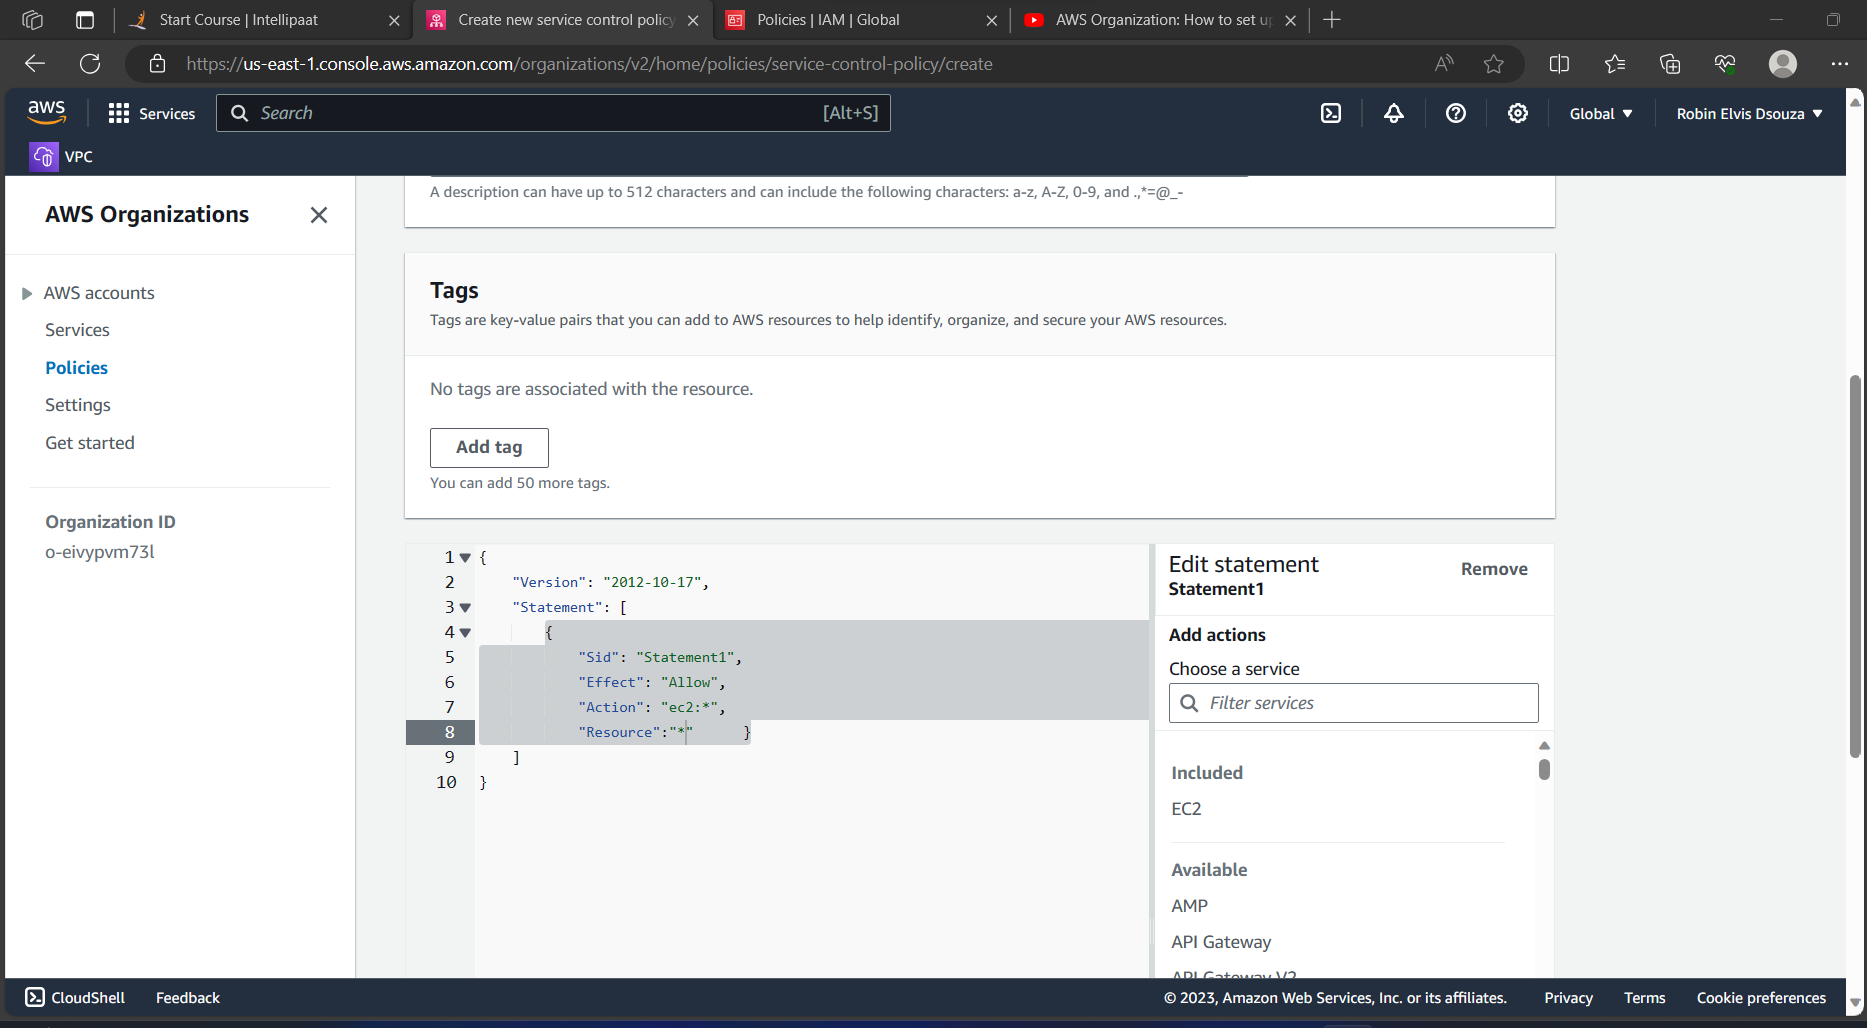 Start Course | Intellipaat
Create new service control policy
Policies | IAM | Global
AWS Organization: How to set up
https://us-east-1.console.aws.amazon.com/organizations/v2/home/policies/service-control-policy/create
aws
Services
Search
[Alt+S]
Global
Robin Elvis Dsouza
VPC
AWS Organizations
AWS accounts
Services
Policies
Settings
Get started
Organization ID
o-eivypvm73l
A description can have up to 512 characters and can include the following characters: a-z, A-Z, 0-9, and .,*=@_-
Tags
Tags are key-value pairs that you can add to AWS resources to help identify, organize, and secure your AWS resources.
No tags are associated with the resource.
Add tag
You can add 50 more tags.
1 {
2 "Version": "2012-10-17",
3 "Statement": [
4 {
5 "Sid": "Statement1",
6 "Effect": "Allow",
7 "Action": "ec2:*",
8 "Resource":"*" }
9 ]
10 }
Edit statement
Remove
Statement1
Add actions
Choose a service
Filter services
Included
EC2
Available
AMP
API Gateway
API Gateway V2
CloudShell
Feedback
© 2023, Amazon Web Services, Inc. or its affiliates.
Privacy
Terms
Cookie preferences